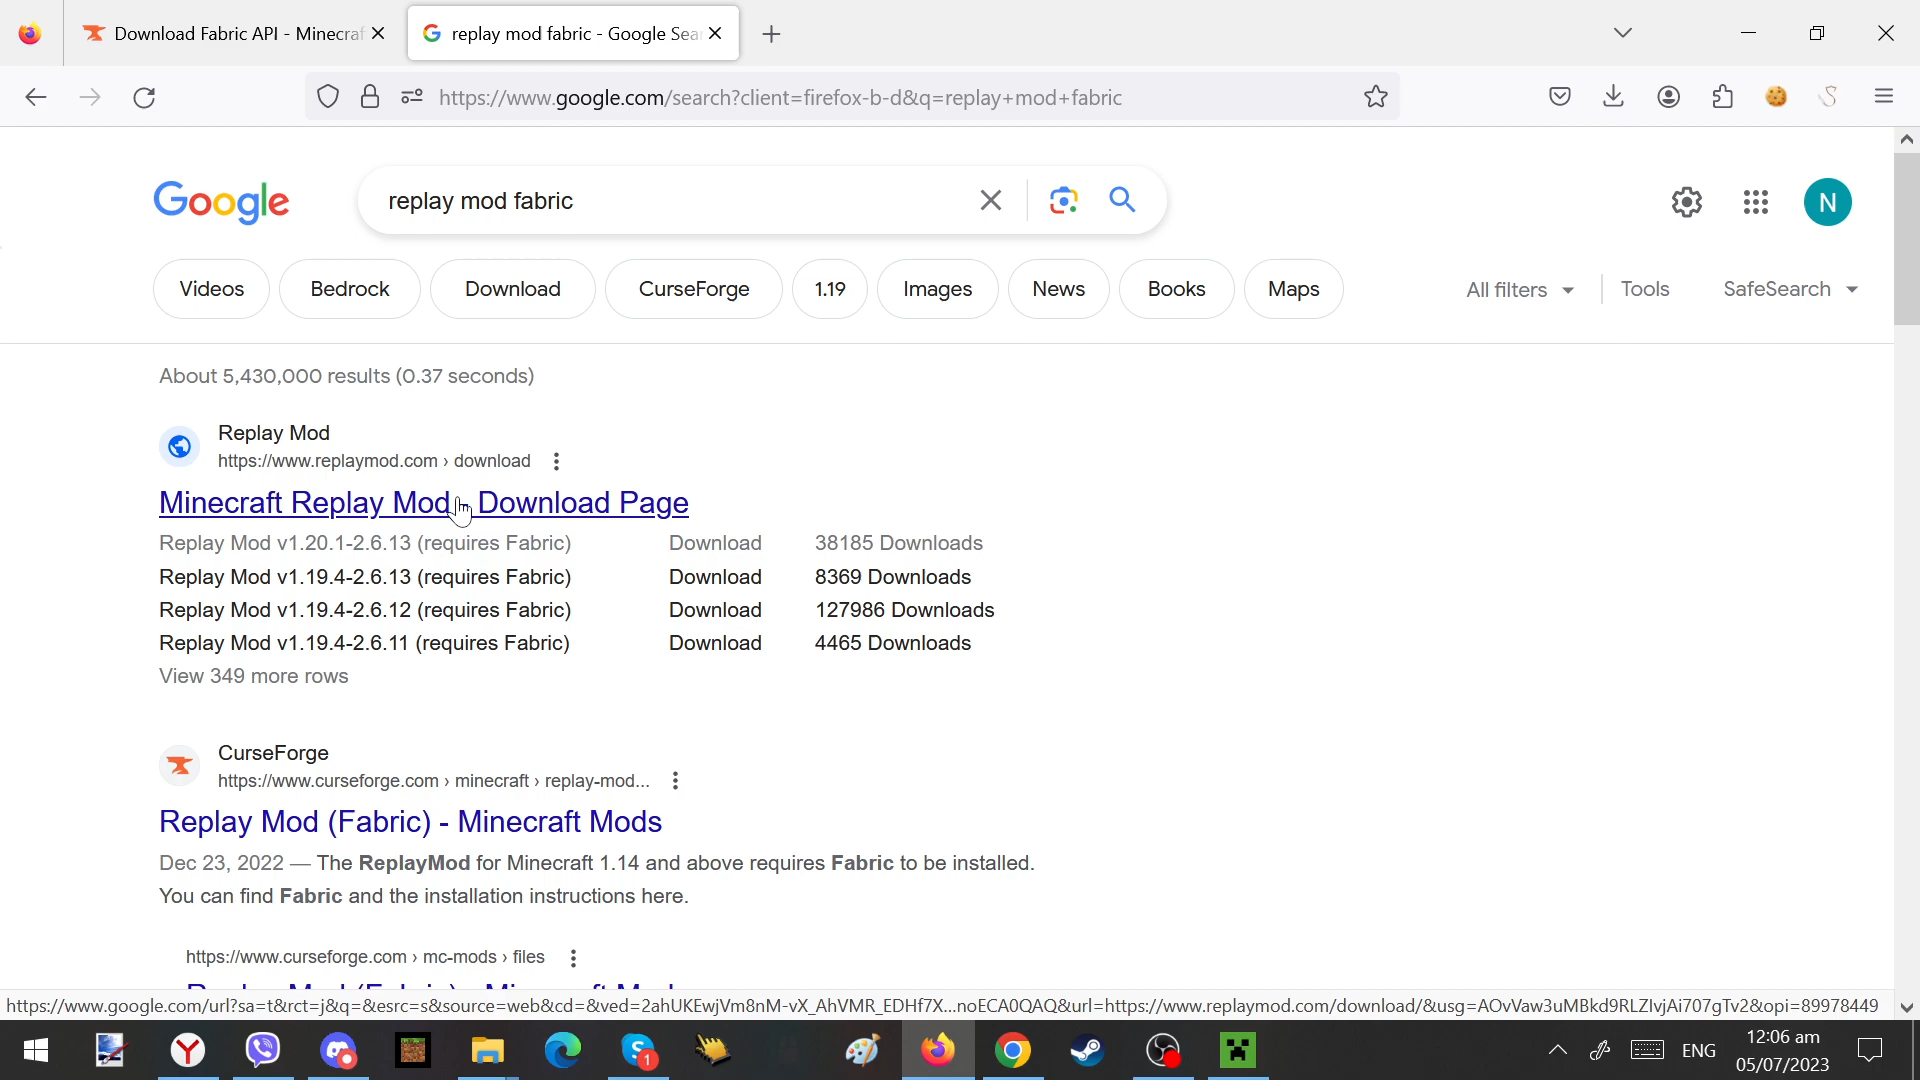 Download Fabric API - Minecraf
replay mod fabric - Google Sea
https://www.google.com/search?client=firefox-b-d&q=replay+mod+fabric
Google
replay mod fabric
N
Videos
Bedrock
Download
CurseForge
1.19
Images
News
Books
Maps
All filters
Tools
SafeSearch
About 5,430,000 results (0.37 seconds)
Replay Mod
https://www.replaymod.com › download
Minecraft Replay Mod - Download Page
Replay Mod v1.20.1-2.6.13 (requires Fabric) Download 38185 Downloads
Replay Mod v1.19.4-2.6.13 (requires Fabric) Download 8369 Downloads
Replay Mod v1.19.4-2.6.12 (requires Fabric) Download 127986 Downloads
Replay Mod v1.19.4-2.6.11 (requires Fabric) Download 4465 Downloads
View 349 more rows
CurseForge
https://www.curseforge.com › minecraft › replay-mod...
Replay Mod (Fabric) - Minecraft Mods
Dec 23, 2022 — The ReplayMod for Minecraft 1.14 and above requires Fabric to be installed.
You can find Fabric and the installation instructions here.
https://www.curseforge.com › mc-mods › files
Replay Mod (Fabric) - Minecraft Mods
https://www.google.com/url?sa=t&rct=j&q=&esrc=s&source=web&cd=&ved=2ahUKEwjVm8nM-vX_AhVMR_EDHf7X...noECA0QAQ&url=https://www.replaymod.com/download/&usg=AOvVaw3uMBkd9RLZIvjAi707gTv2&opi=89978449
1
ENG
12:06 am
05/07/2023